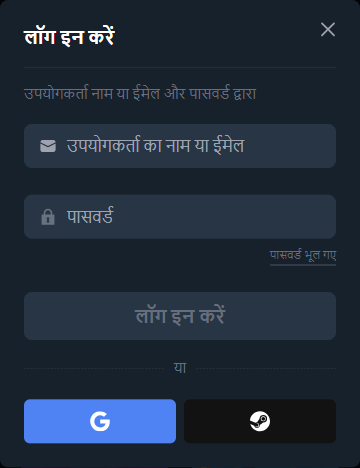 लॉग इन करें
उपयोगकर्ता नाम या ईमेल और पासवर्ड द्वारा
उपयोगकर्ता का नाम या ईमेल
पासवर्ड
पासवर्ड भूल गए
लॉग इन करें
या